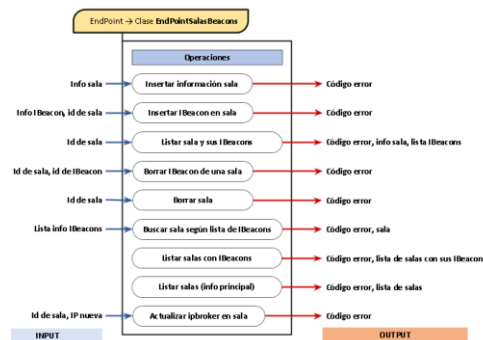 EndPoint → Clase EndPointSalasBeacons
Operaciones
Info sala Insertar información sala Código error
Info IBeacon, id de sala Insertar IBeacon en sala Código error
Id de sala Listar sala y sus IBeacons Código error, info sala, lista IBeacons
Id de sala, id de IBeacon Borrar IBeacon de una sala Código error
Id de sala Borrar sala Código error
Lista info IBeacons Buscar sala según lista de IBeacons Código error, sala
Listar salas con IBeacons Código error, lista de salas con sus IBeacon
Listar salas (info principal) Código error, lista de salas
Id de sala, IP nueva Actualizar ipbroker en sala Código error
INPUT OUTPUT